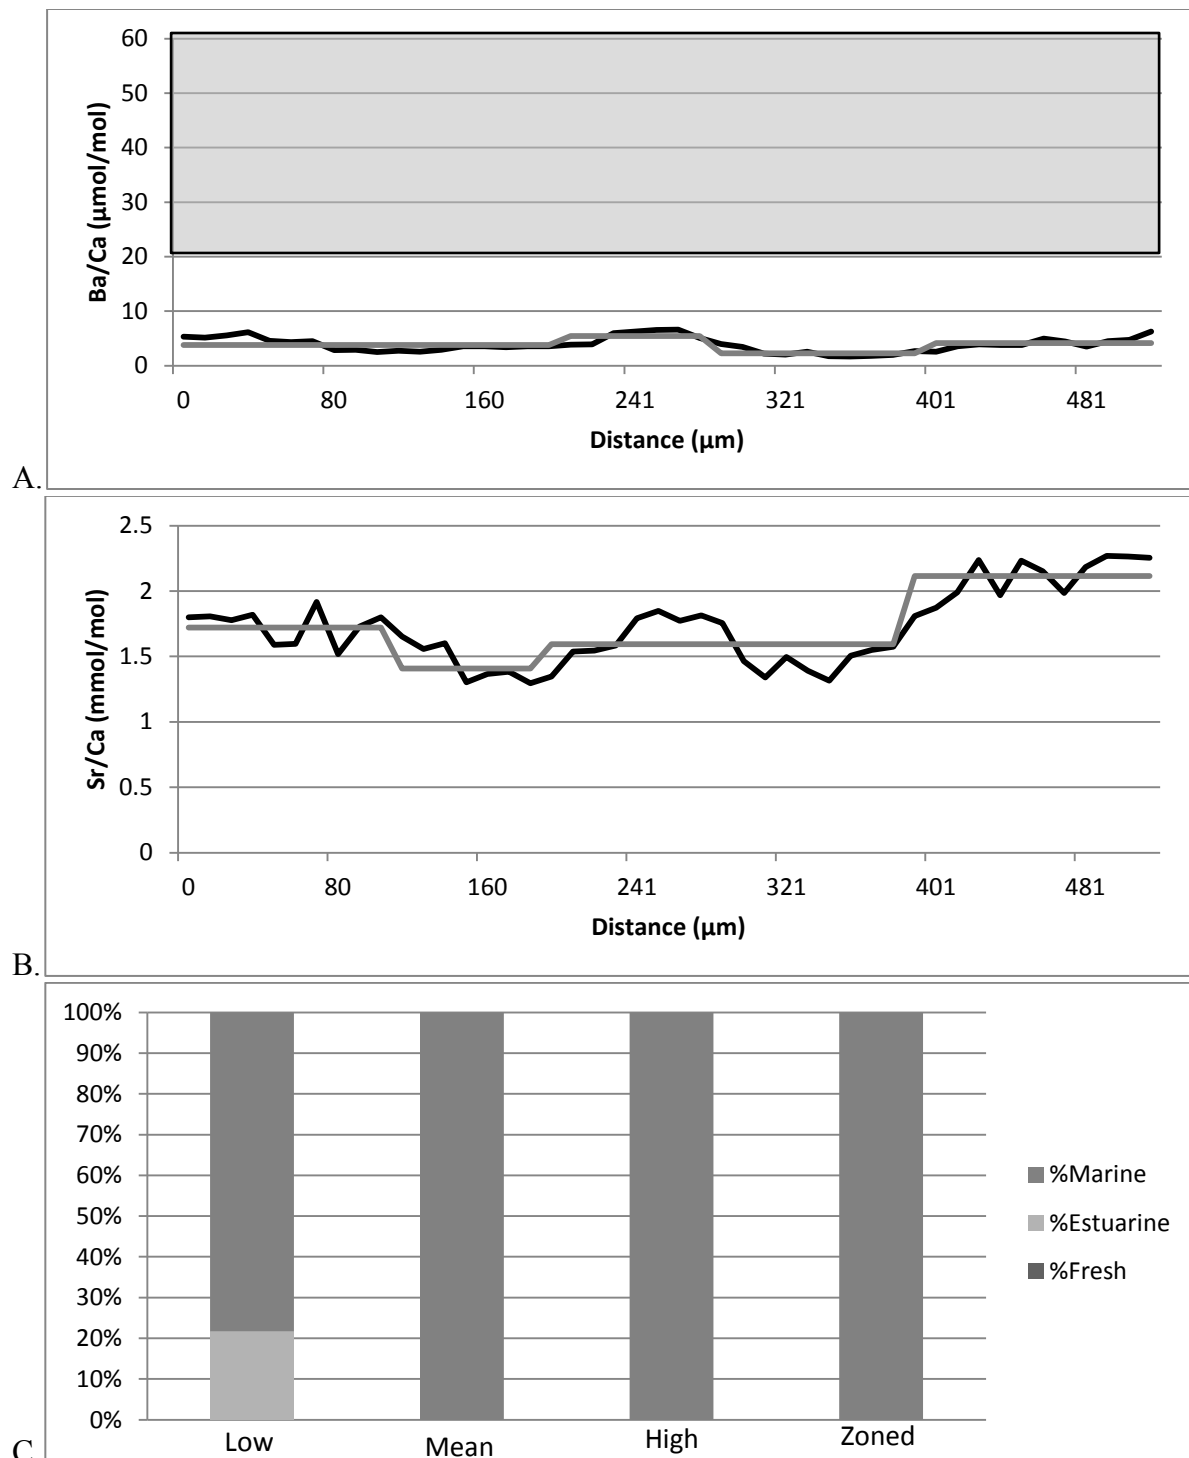 60
50
40
30
20
10
0
Ba/Ca (µmol/mol)
0 80 160 241 321 401 481
Distance (µm)
A.
2.5
2
1.5
1
0.5
0
Sr/Ca (mmol/mol)
0 80 160 241 321 401 481
Distance (µm)
B.
100%
90%
80%
70%
60%
50%
40%
30%
20%
10%
0%
Low Mean High Zoned
%Marine
%Estuarine
%Fresh
C